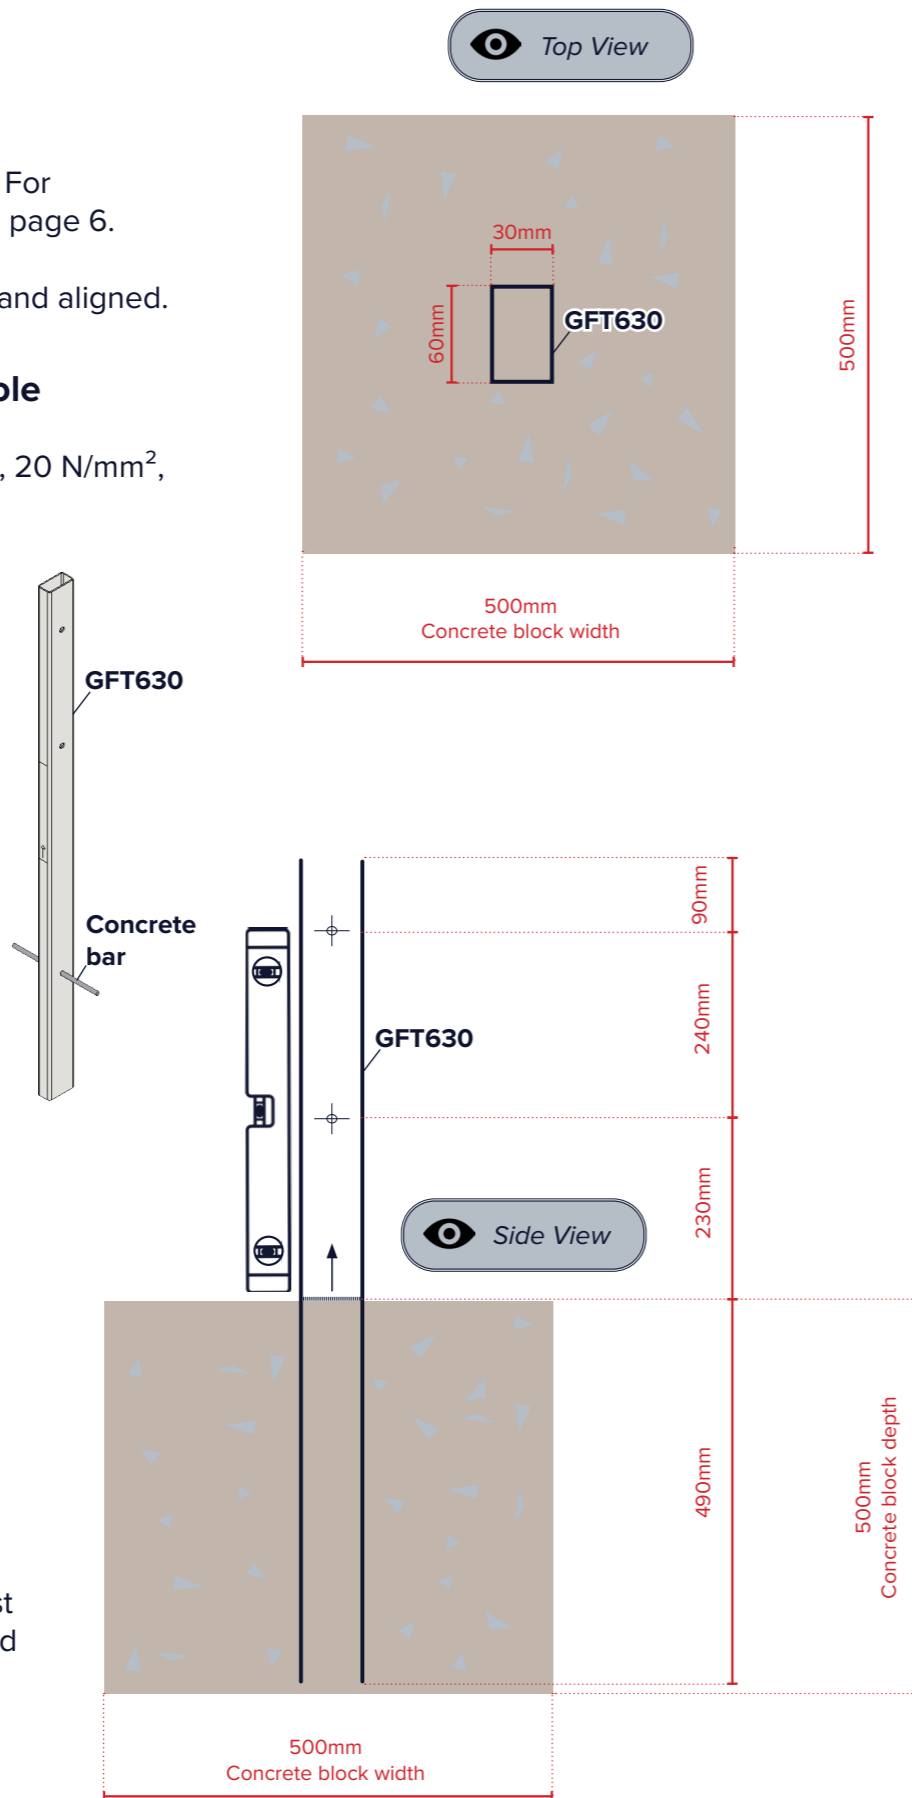 Top View
For
page 6.
and aligned.
ble
, 20 N/mm²,
30mm
60mm
GFT630
500mm
500mm
Concrete block width
GFT630
Concrete
bar
90mm
240mm
GFT630
230mm
Side View
490mm
500mm
Concrete block depth
st
d
500mm
Concrete block width